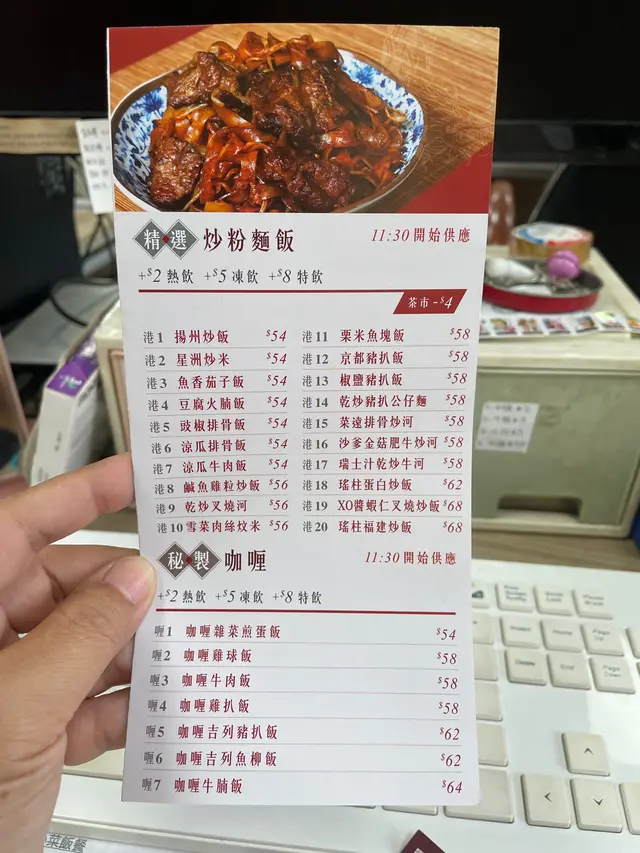 精選 炒粉麵飯 11:30開始供應
+$2熱飲 +$5凍飲 +$8特飲
茶市 -$4
港1 揚州炒飯 $54
港2 星洲炒米 $54
港3 魚香茄子飯 $54
港4 豆腐火腩飯 $54
港5 豉椒排骨飯 $54
港6 涼瓜排骨飯 $54
港7 涼瓜牛肉飯 $54
港8 鹹魚雞粒炒飯 $56
港9 乾炒叉燒河 $56
港10 雪菜肉絲炆米 $56
港11 粟米魚塊飯 $58
港12 京都豬扒飯 $58
港13 椒鹽豬扒飯 $58
港14 乾炒豬扒公仔麵 $58
港15 菜遠排骨炒河 $58
港16 沙爹金菇肥牛炒河 $58
港17 瑞士汁乾炒牛河 $58
港18 瑤柱蛋白炒飯 $62
港19 XO醬蝦仁叉燒炒飯 $68
港20 瑤柱福建炒飯 $68
秘製 咖喱 11:30開始供應
+$2熱飲 +$5凍飲 +$8特飲
喱1 咖喱雜菜煎蛋飯 $54
喱2 咖喱雞球飯 $58
喱3 咖喱牛肉飯 $58
喱4 咖喱雞扒飯 $58
喱5 咖喱吉列豬扒飯 $62
喱6 咖喱吉列魚柳飯 $62
喱7 咖喱牛腩飯 $64
Home
Page Up
Delete
End
Page Down
菜飯餐